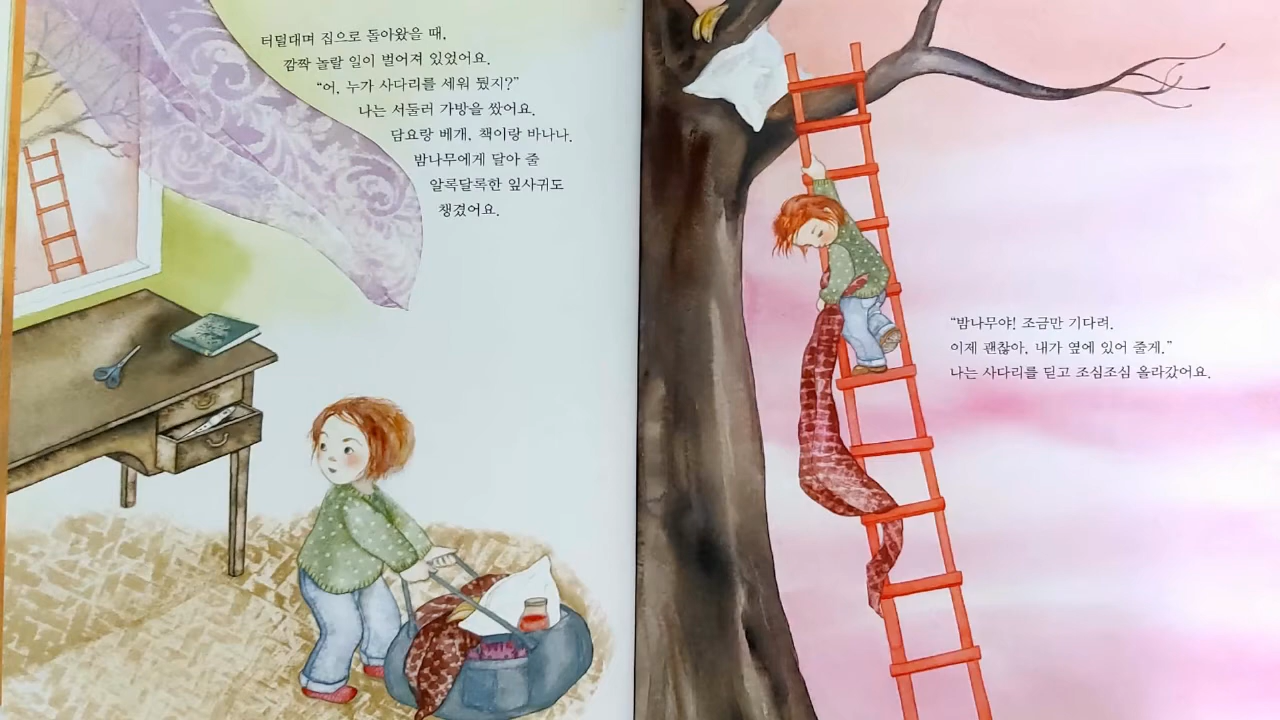 터덜대며 집으로 돌아왔을 때,
깜짝 놀랄 일이 벌어져 있었어요.
“어, 누가 사다리를 세워 뒀지?”
나는 서둘러 가방을 쌌어요.
담요랑 베개, 책이랑 바나나,
밤나무에게 달아 줄
알록달록한 잎사귀도
챙겼어요.
“밤나무야! 조금만 기다려.
이제 괜찮아, 내가 옆에 있어 줄게.”
나는 사다리를 딛고 조심조심 올라갔어요.